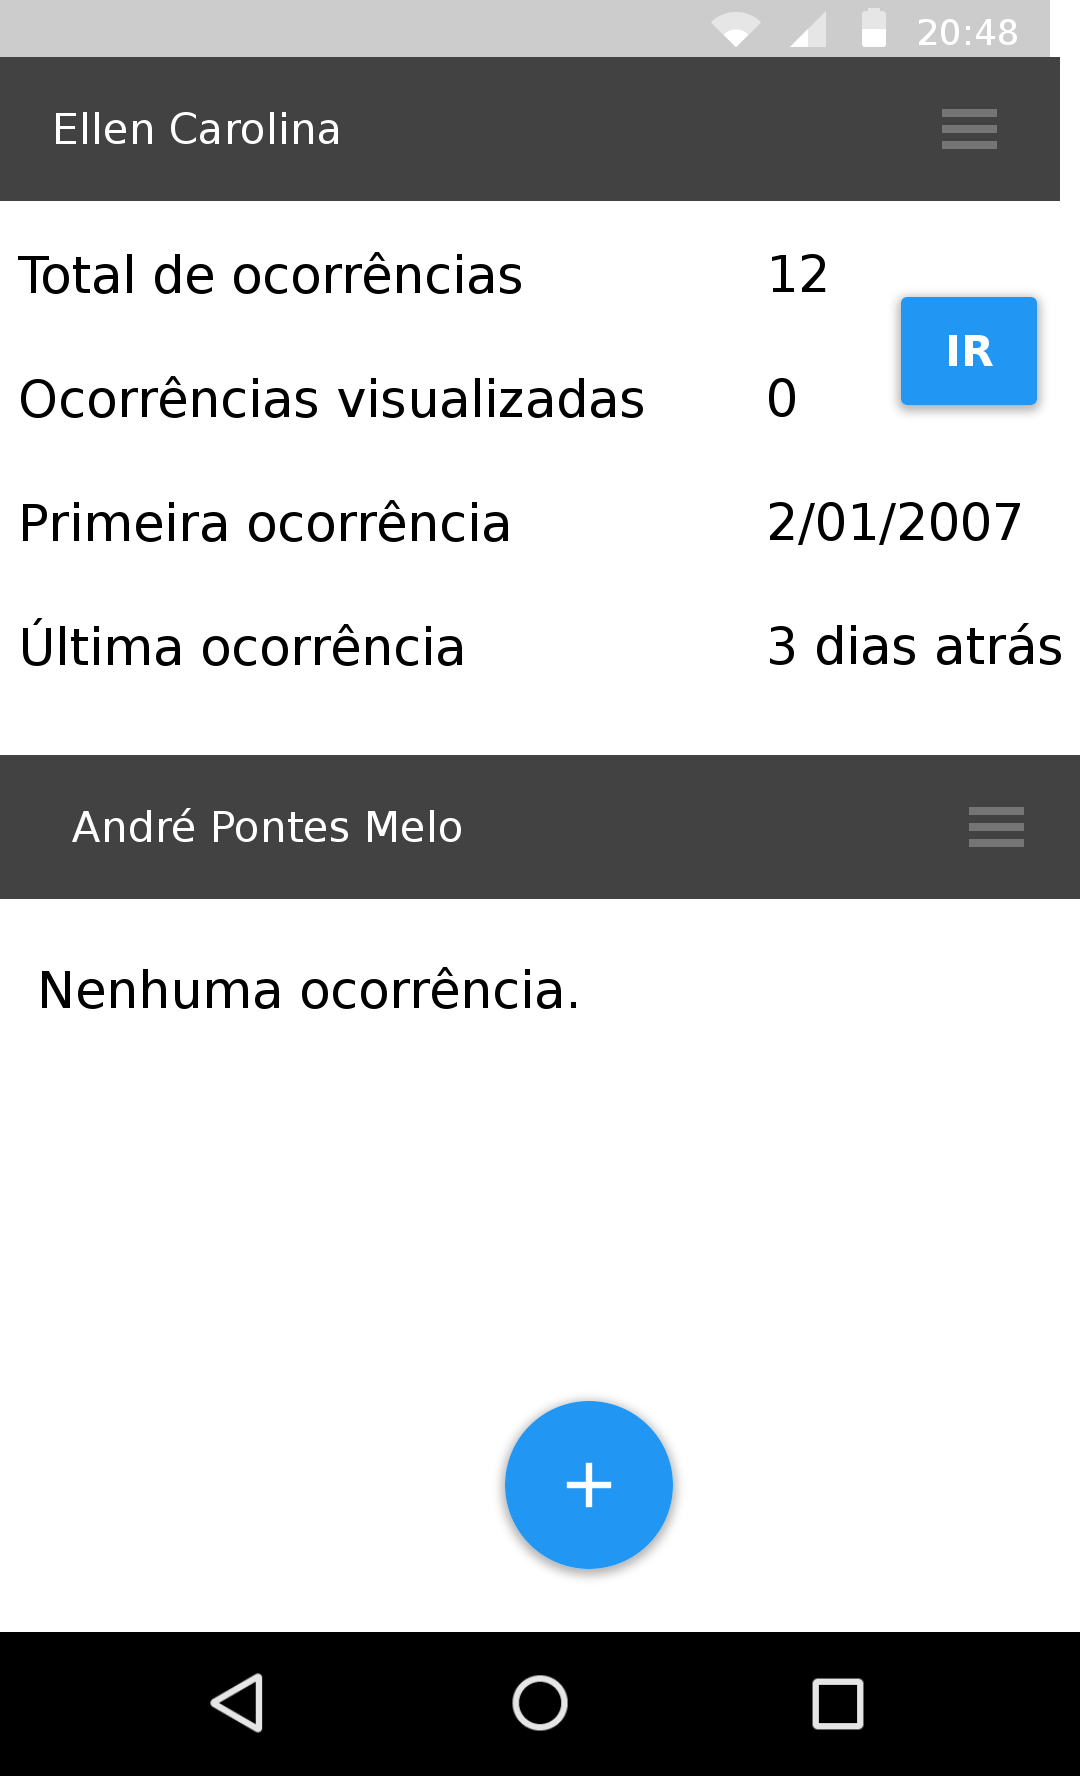 20:48
Ellen Carolina
Total de ocorrências 12
IR
Ocorrências visualizadas 0
Primeira ocorrência 2/01/2007
Última ocorrência 3 dias atrás
André Pontes Melo
Nenhuma ocorrência.
+